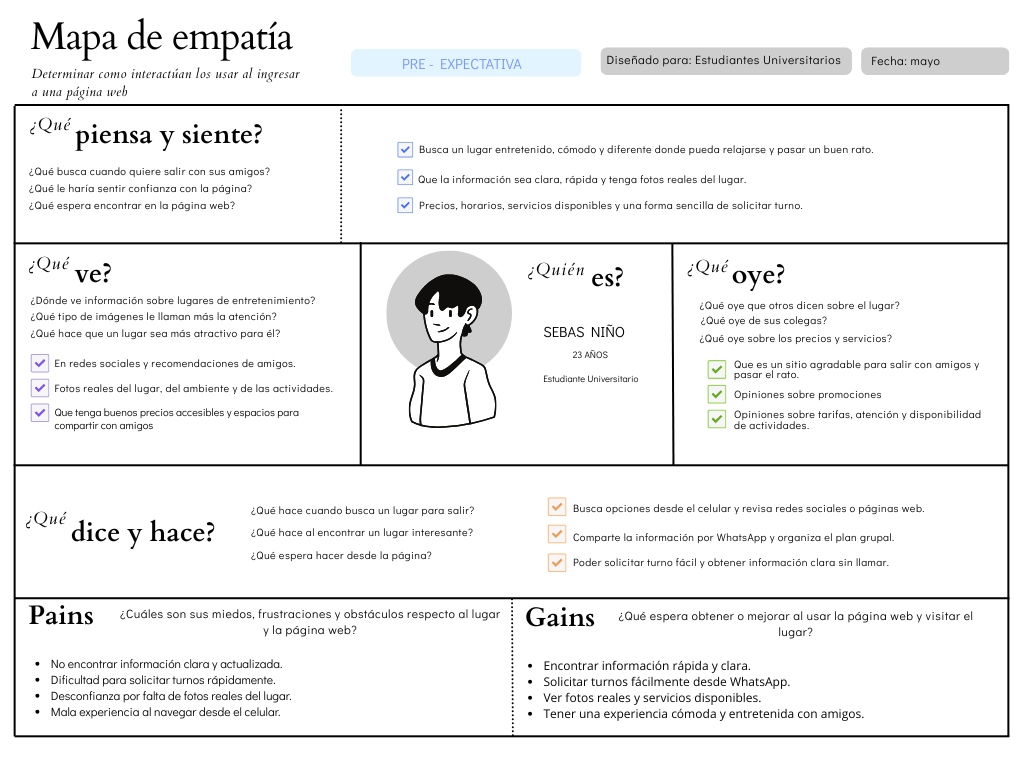 Mapa de empatía
Determinar como interactúan los usar al ingresar
a una página web
PRE - EXPECTATIVA
Diseñado para: Estudiantes Universitarios
Fecha: mayo
¿Qué piensa y siente?
¿Qué busca cuando quiere salir con sus amigos?
¿Qué le haría sentir confianza con la página?
¿Qué espera encontrar en la página web?
Busca un lugar entretenido, cómodo y diferente donde pueda relajarse y pasar un buen rato.
Que la información sea clara, rápida y tenga fotos reales del lugar.
Precios, horarios, servicios disponibles y una forma sencilla de solicitar turno.
¿Qué ve?
¿Dónde ve información sobre lugares de entretenimiento?
¿Qué tipo de imágenes le llaman más la atención?
¿Qué hace que un lugar sea más atractivo para él?
En redes sociales y recomendaciones de amigos.
Fotos reales del lugar, del ambiente y de las actividades.
Que tenga buenos precios accesibles y espacios para
compartir con amigos
¿Quién es?
SEBAS NIÑO
23 AÑOS
Estudiante Universitario
¿Qué oye?
¿Qué oye que otros dicen sobre el lugar?
¿Qué oye de sus colegas?
¿Qué oye sobre los precios y servicios?
Que es un sitio agradable para salir con amigos y
pasar el rato.
Opiniones sobre promociones
Opiniones sobre tarifas, atención y disponibilidad
de actividades.
¿Qué dice y hace?
¿Qué hace cuando busca un lugar para salir?
¿Qué hace al encontrar un lugar interesante?
¿Qué espera hacer desde la página?
Busca opciones desde el celular y revisa redes sociales o páginas web.
Comparte la información por WhatsApp y organiza el plan grupal.
Poder solicitar turno fácil y obtener información clara sin llamar.
Pains
¿Cuáles son sus miedos, frustraciones y obstáculos respecto al lugar
y la página web?
• No encontrar información clara y actualizada.
• Dificultad para solicitar turnos rápidamente.
• Desconfianza por falta de fotos reales del lugar.
• Mala experiencia al navegar desde el celular.
Gains
¿Qué espera obtener o mejorar al usar la página web y visitar el
lugar?
• Encontrar información rápida y clara.
• Solicitar turnos fácilmente desde WhatsApp.
• Ver fotos reales y servicios disponibles.
• Tener una experiencia cómoda y entretenida con amigos.